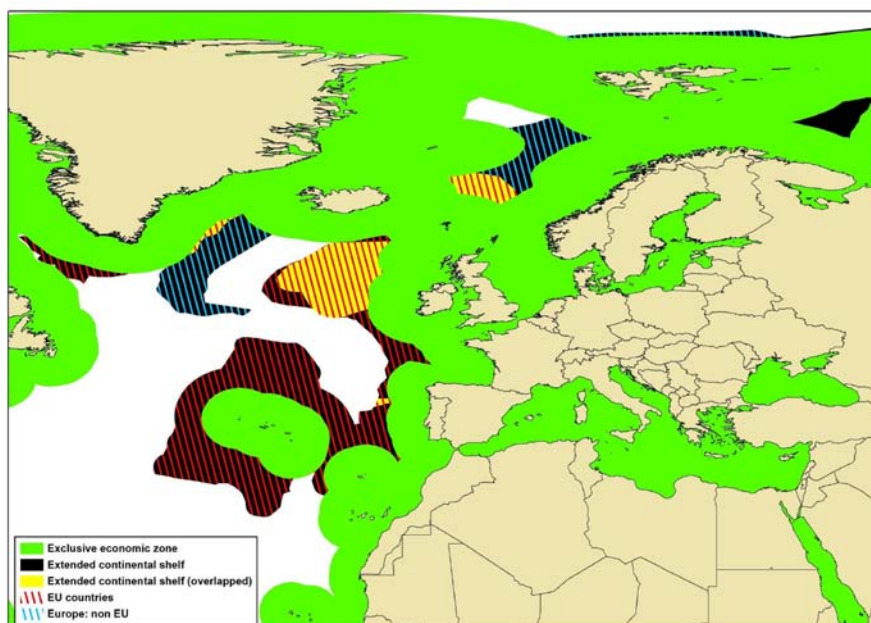 Exclusive economic zone
Extended continental shelf
Extended continental shelf (overlapped)
EU countries
Europe: non EU